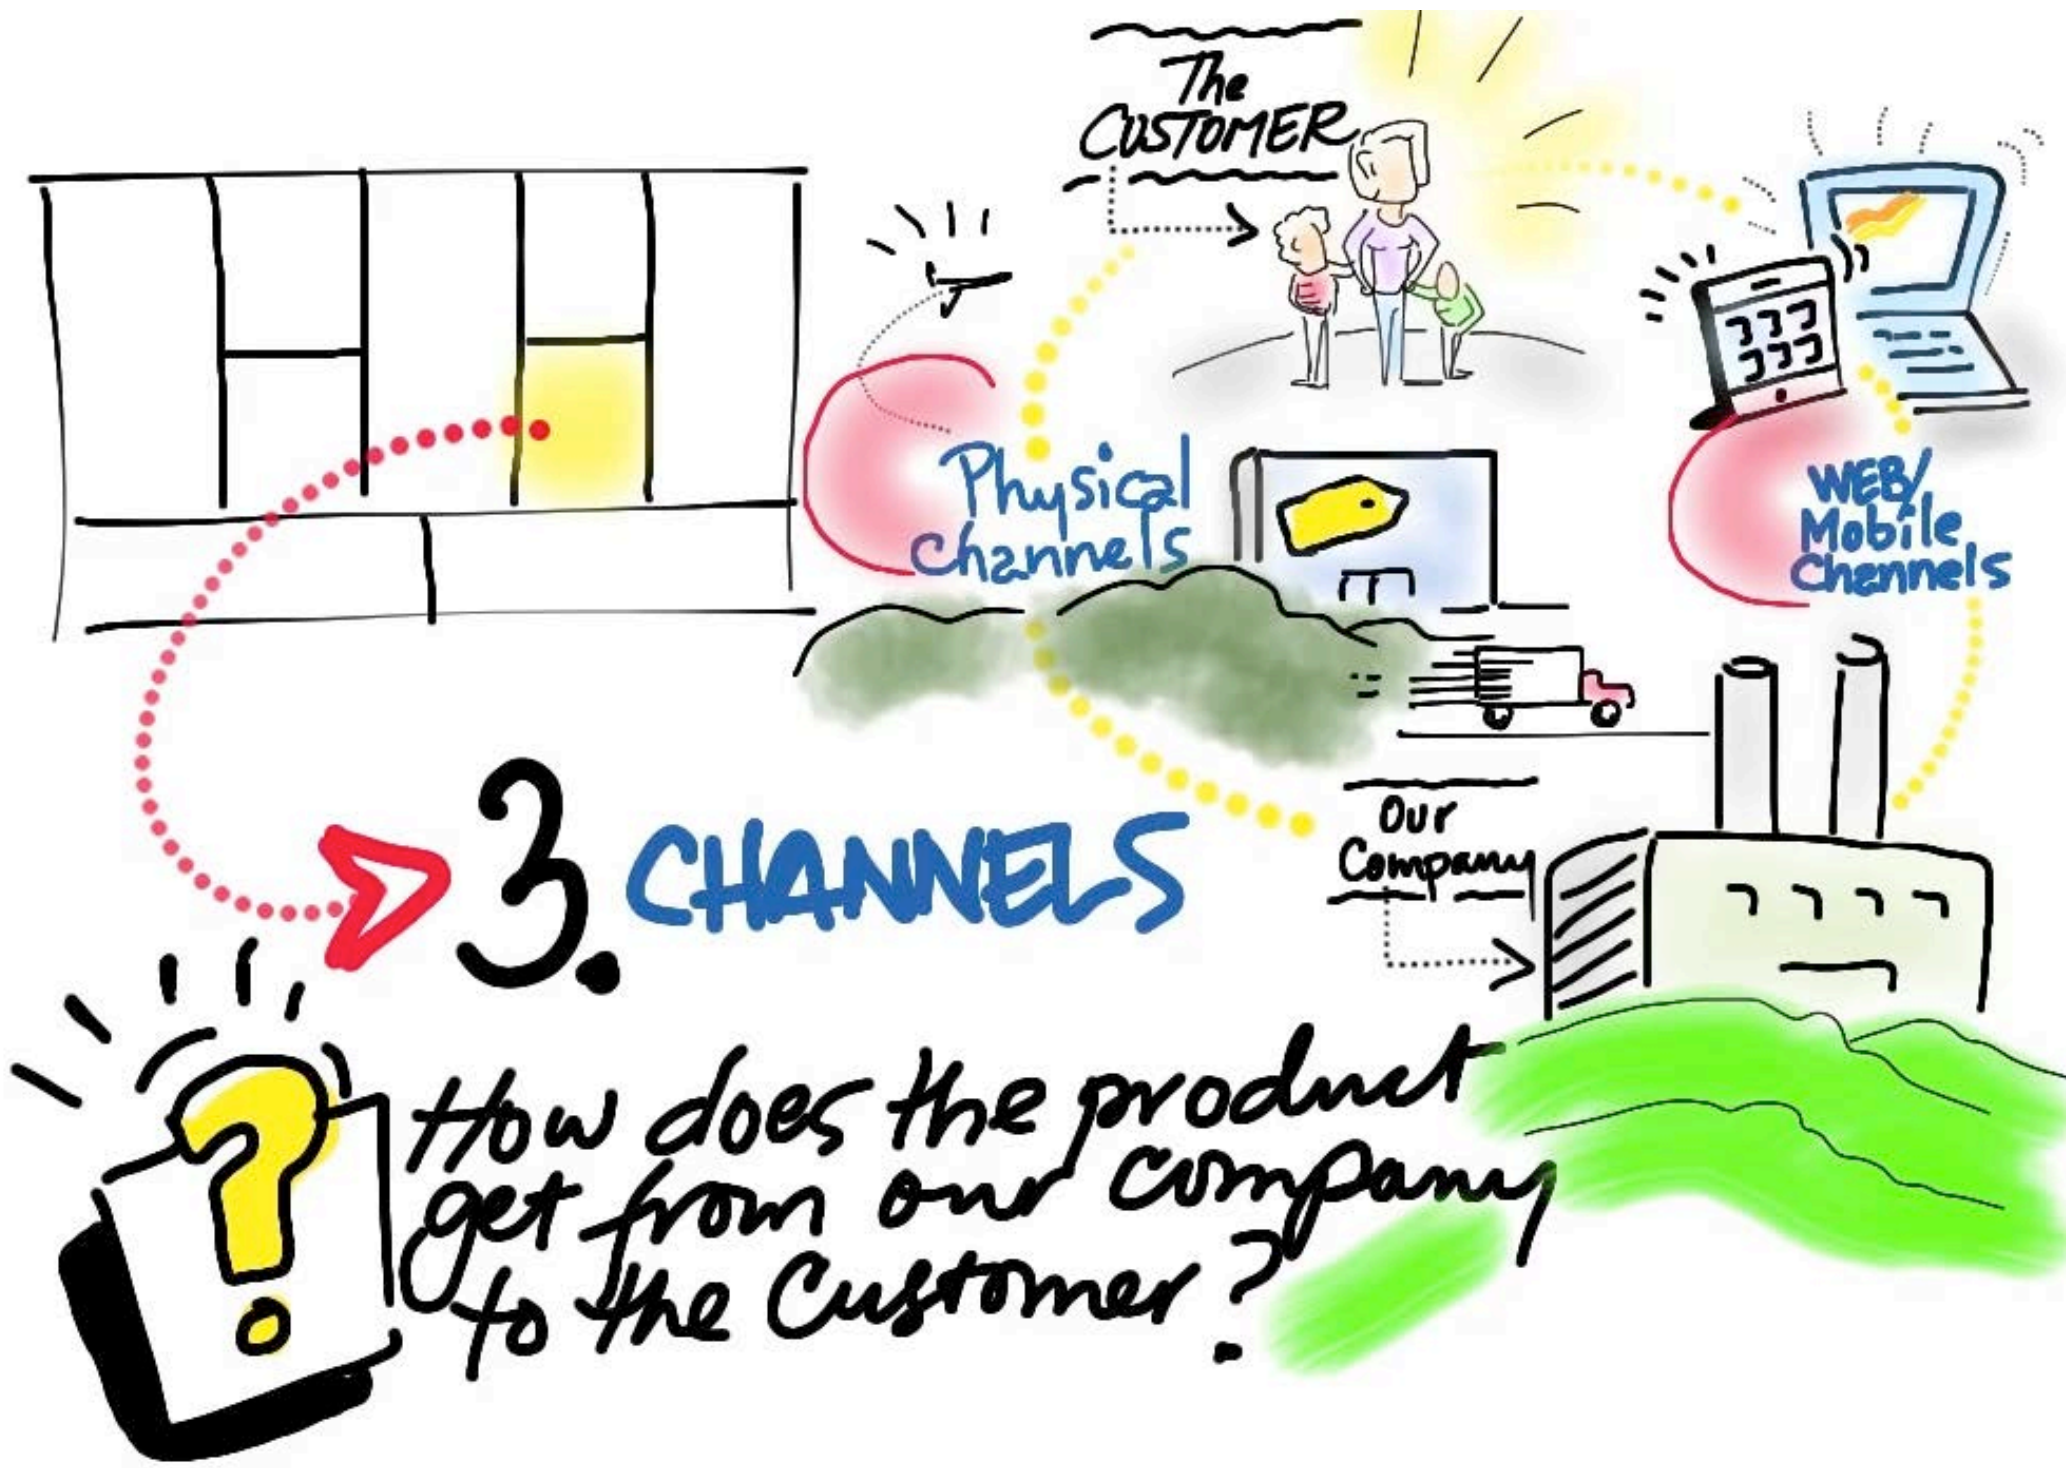 The
CUSTOMER
Physical
Channels
WEB/
Mobile
Channels
Our
Company
3. CHANNELS
How does the product
get from our company
to the Customer?